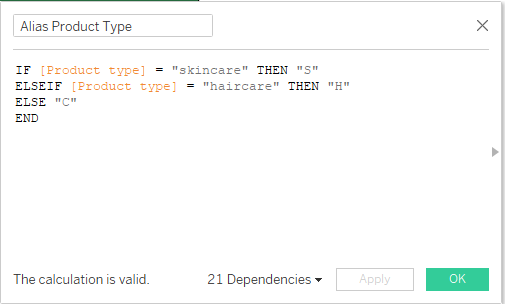 Alias Product Type
IF [Product type] = "skincare" THEN "S"
ELSEIF [Product type] = "haircare" THEN "H"
ELSE "C"
END
The calculation is valid.
21 Dependencies
Apply
OK